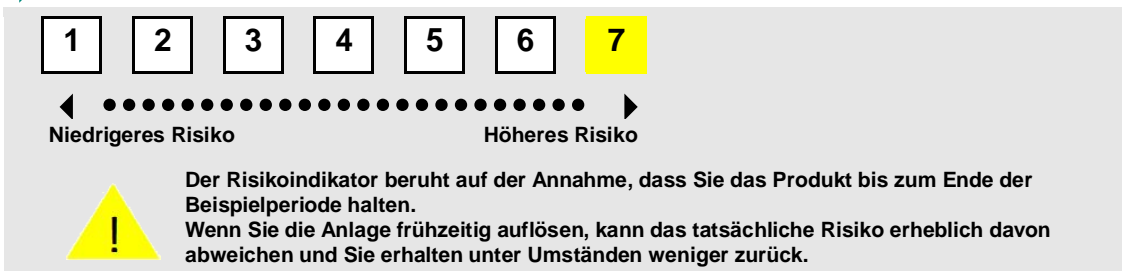 1 2 3 4 5 6 7
Niedrigeres Risiko Höheres Risiko
!
Der Risikoindikator beruht auf der Annahme, dass Sie das Produkt bis zum Ende der
Beispielperiode halten.
Wenn Sie die Anlage frühzeitig auflösen, kann das tatsächliche Risiko erheblich davon
abweichen und Sie erhalten unter Umständen weniger zurück.